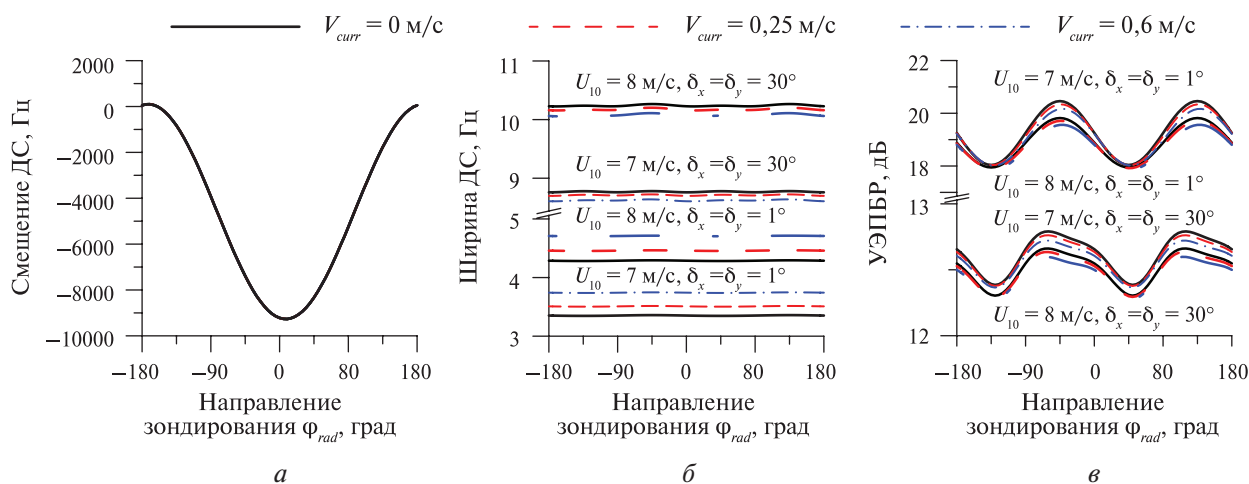 V_curr = 0 м/с
V_curr = 0,25 м/с
V_curr = 0,6 м/с
Смещение ДС, Гц
2000
0
−2000
−4000
−6000
−8000
−10000
−180
−90
0
80
180
Направление
зондирования φ_rad, град
а
Ширина ДС, Гц
11
10
9
5
4
3
U_10 = 8 м/с, δ_x = δ_y = 30°
U_10 = 7 м/с, δ_x = δ_y = 30°
U_10 = 8 м/с, δ_x = δ_y = 1°
U_10 = 7 м/с, δ_x = δ_y = 1°
−180
−90
0
80
180
Направление
зондирования φ_rad, град
б
УЭПБР, дБ
22
20
18
13
12
U_10 = 7 м/с, δ_x = δ_y = 1°
U_10 = 8 м/с, δ_x = δ_y = 1°
U_10 = 7 м/с, δ_x = δ_y = 30°
U_10 = 8 м/с, δ_x = δ_y = 30°
−180
−90
0
80
180
Направление
зондирования φ_rad, град
в